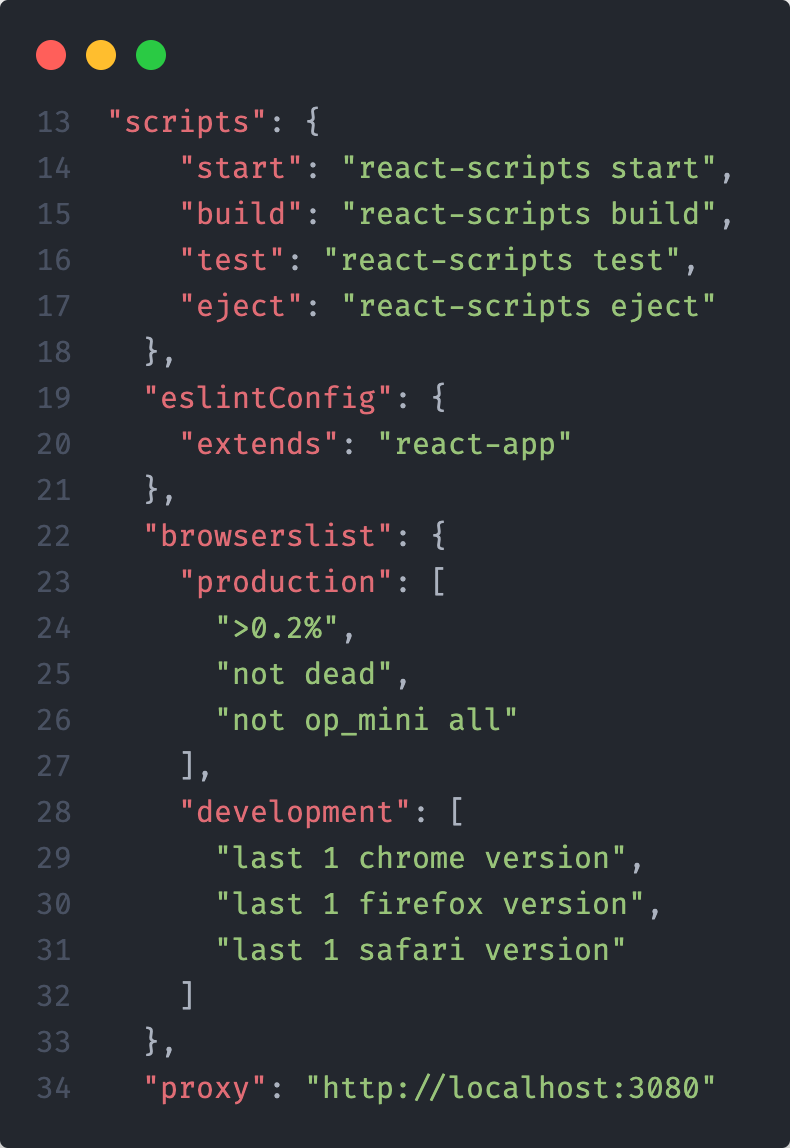 13 "scripts": {
14     "start": "react-scripts start",
15     "build": "react-scripts build",
16     "test": "react-scripts test",
17     "eject": "react-scripts eject"
18   },
19   "eslintConfig": {
20     "extends": "react-app"
21   },
22   "browserslist": {
23     "production": [
24       ">0.2%",
25       "not dead",
26       "not op_mini all"
27     ],
28     "development": [
29       "last 1 chrome version",
30       "last 1 firefox version",
31       "last 1 safari version"
32     ]
33   },
34   "proxy": "http://localhost:3080"